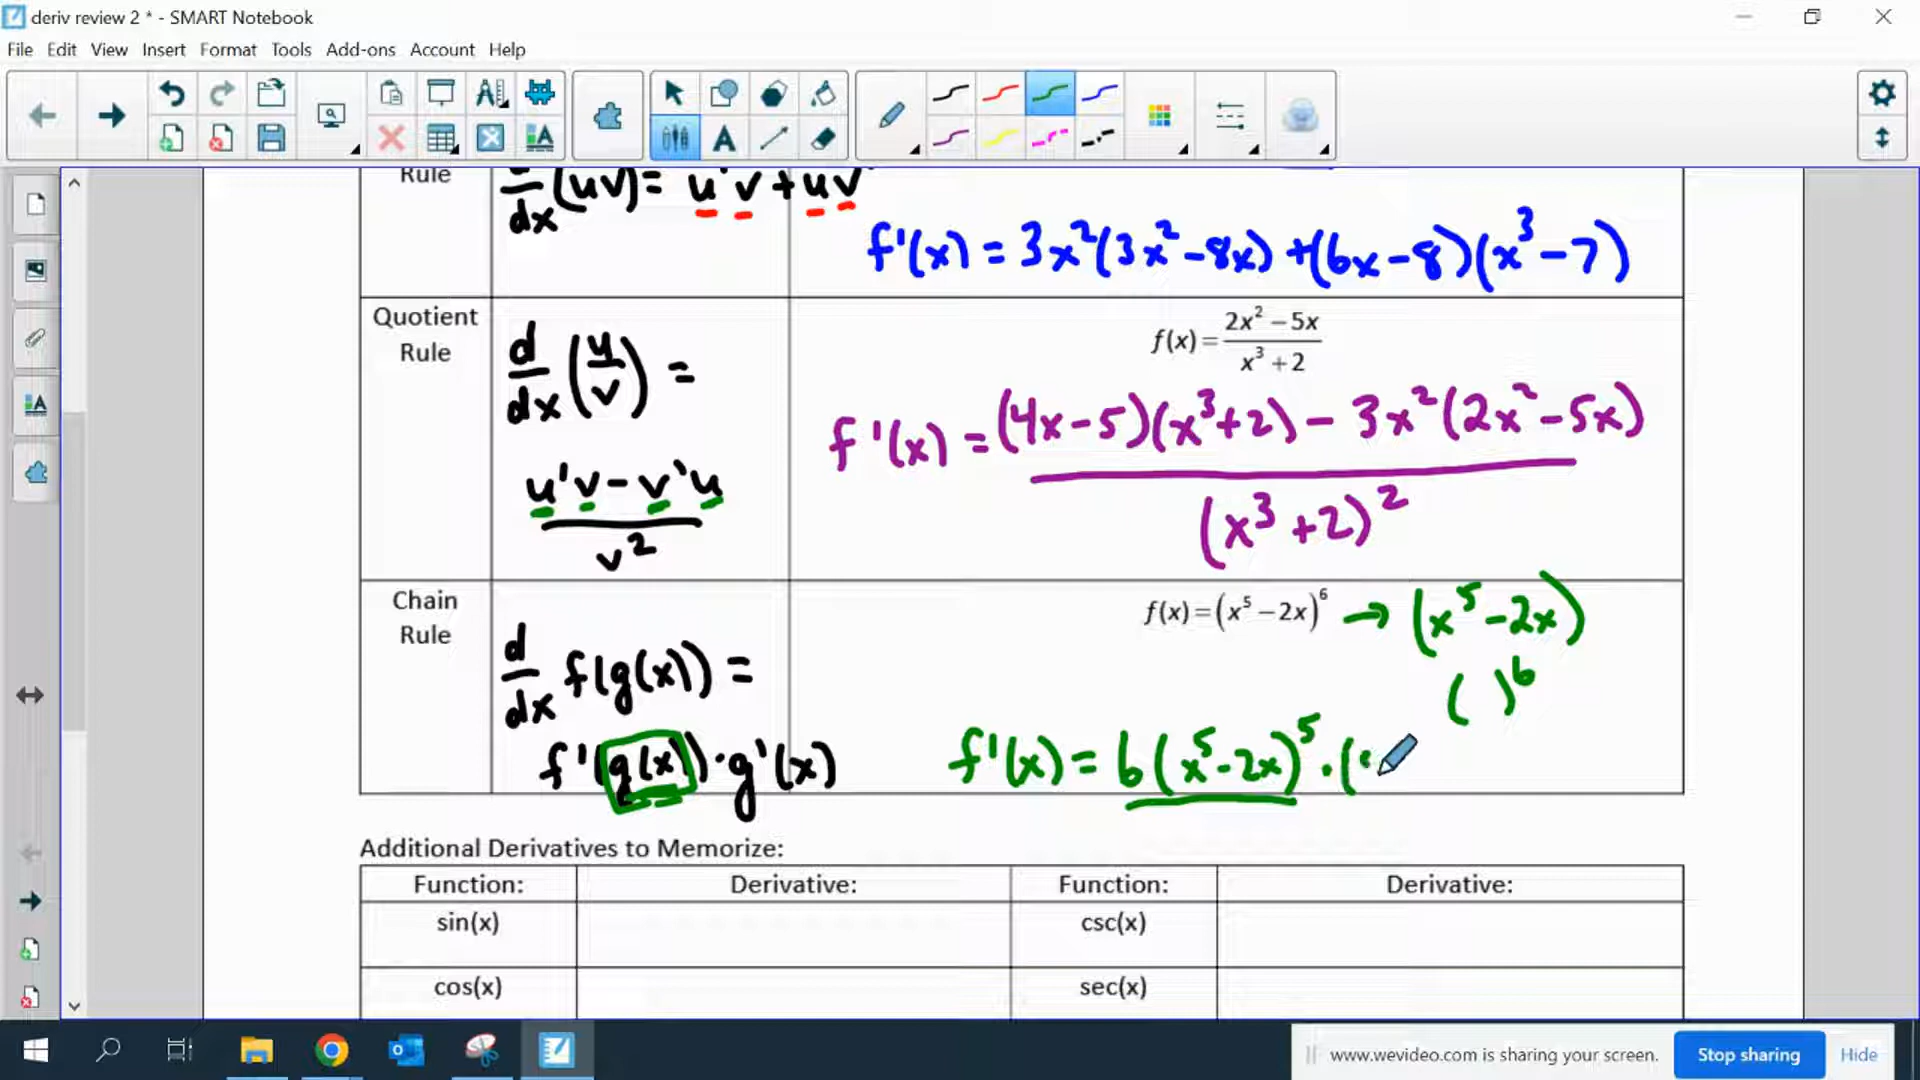 deriv review 2 * - SMART Notebook
File Edit View Insert Format Tools Add-ons Account Help
Rule
d/dx (uv) = u'v + uv'
f'(x) = 3x²(3x² - 8x) + (6x - 8)(x³ - 7)
Quotient Rule
d/dx (u/v) =
u'v - v'u
v²
f(x) = (2x² - 5x)/(x³ + 2)
f'(x) = (4x - 5)(x³ + 2) - 3x²(2x² - 5x)
(x³ + 2)²
Chain Rule
d/dx f(g(x)) =
f'(g(x)) · g'(x)
f(x) = (x⁵ - 2x)⁶ → (x⁵ - 2x)
( )⁶
f'(x) = 6(x⁵ - 2x)⁵ · (
Additional Derivatives to Memorize:
Function: Derivative: Function: Derivative:
sin(x) csc(x)
cos(x) sec(x)
www.wevideo.com is sharing your screen. Stop sharing Hide